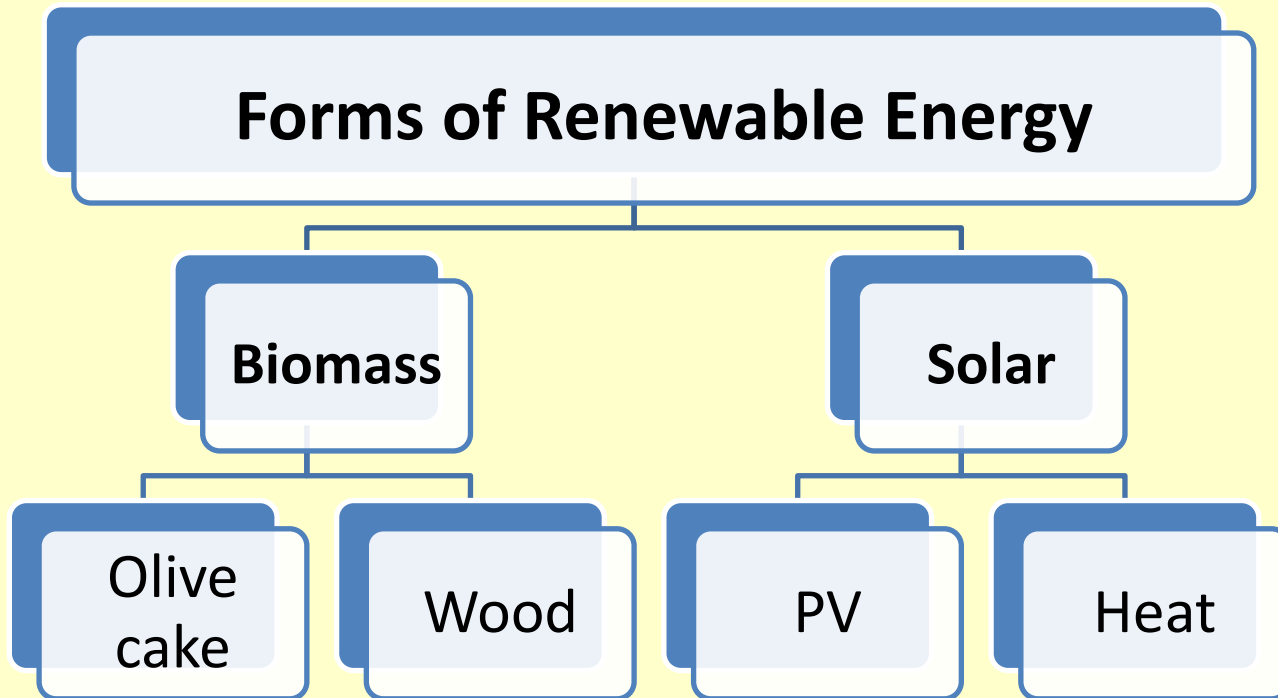 Forms of Renewable Energy
Biomass
Solar
Olive
cake
Wood
PV
Heat